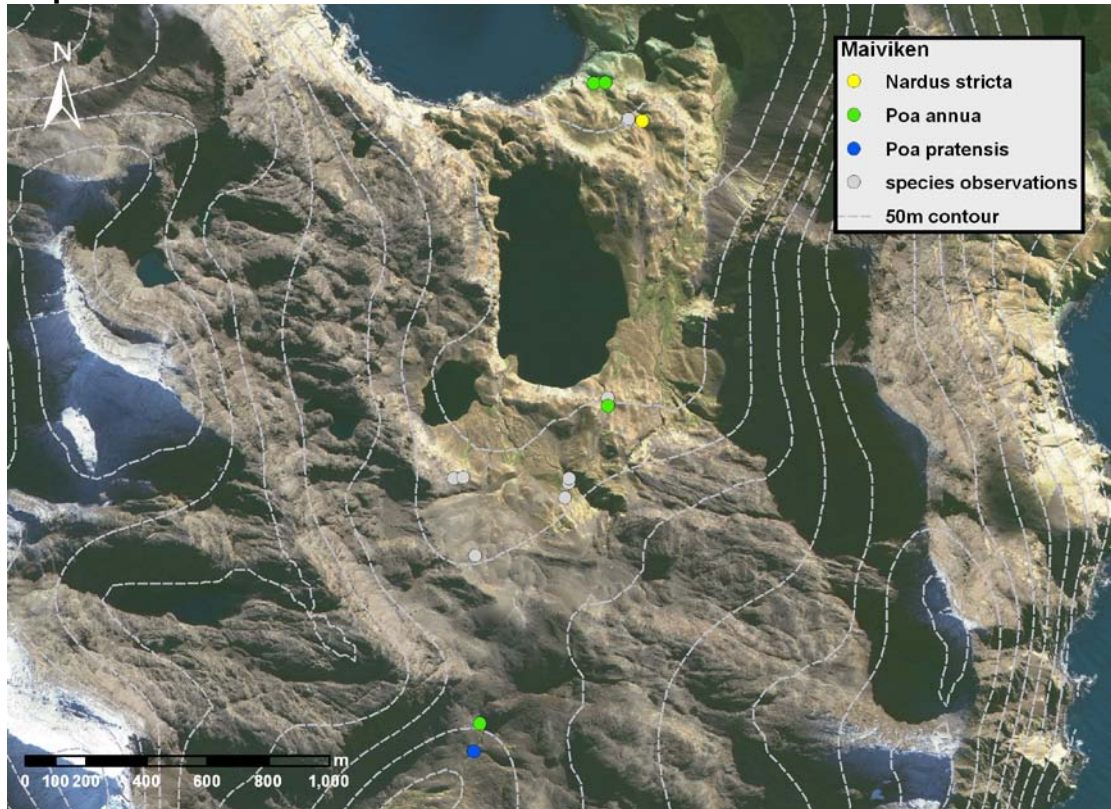 N
Maiviken
Nardus stricta
Poa annua
Poa pratensis
species observations
50m contour
m
0 100 200 400 600 800 1,000